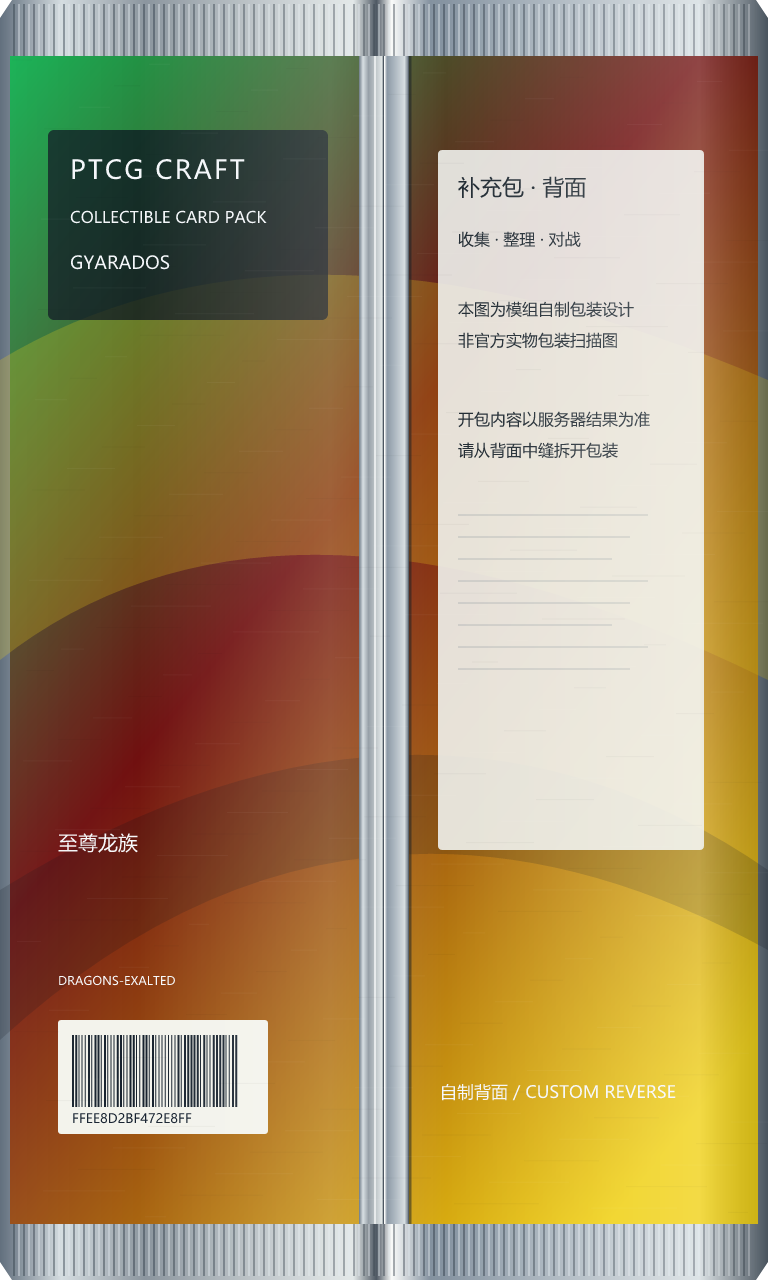 PTCG CRAFT
COLLECTIBLE CARD PACK
GYARADOS
至尊龙族
DRAGONS-EXALTED
FFEE8D2BF472E8FF
补充包 · 背面
收集 · 整理 · 对战
本图为模组自制包装设计
非官方实物包装扫描图
开包内容以服务器结果为准
请从背面中缝拆开包装
自制背面 / CUSTOM REVERSE